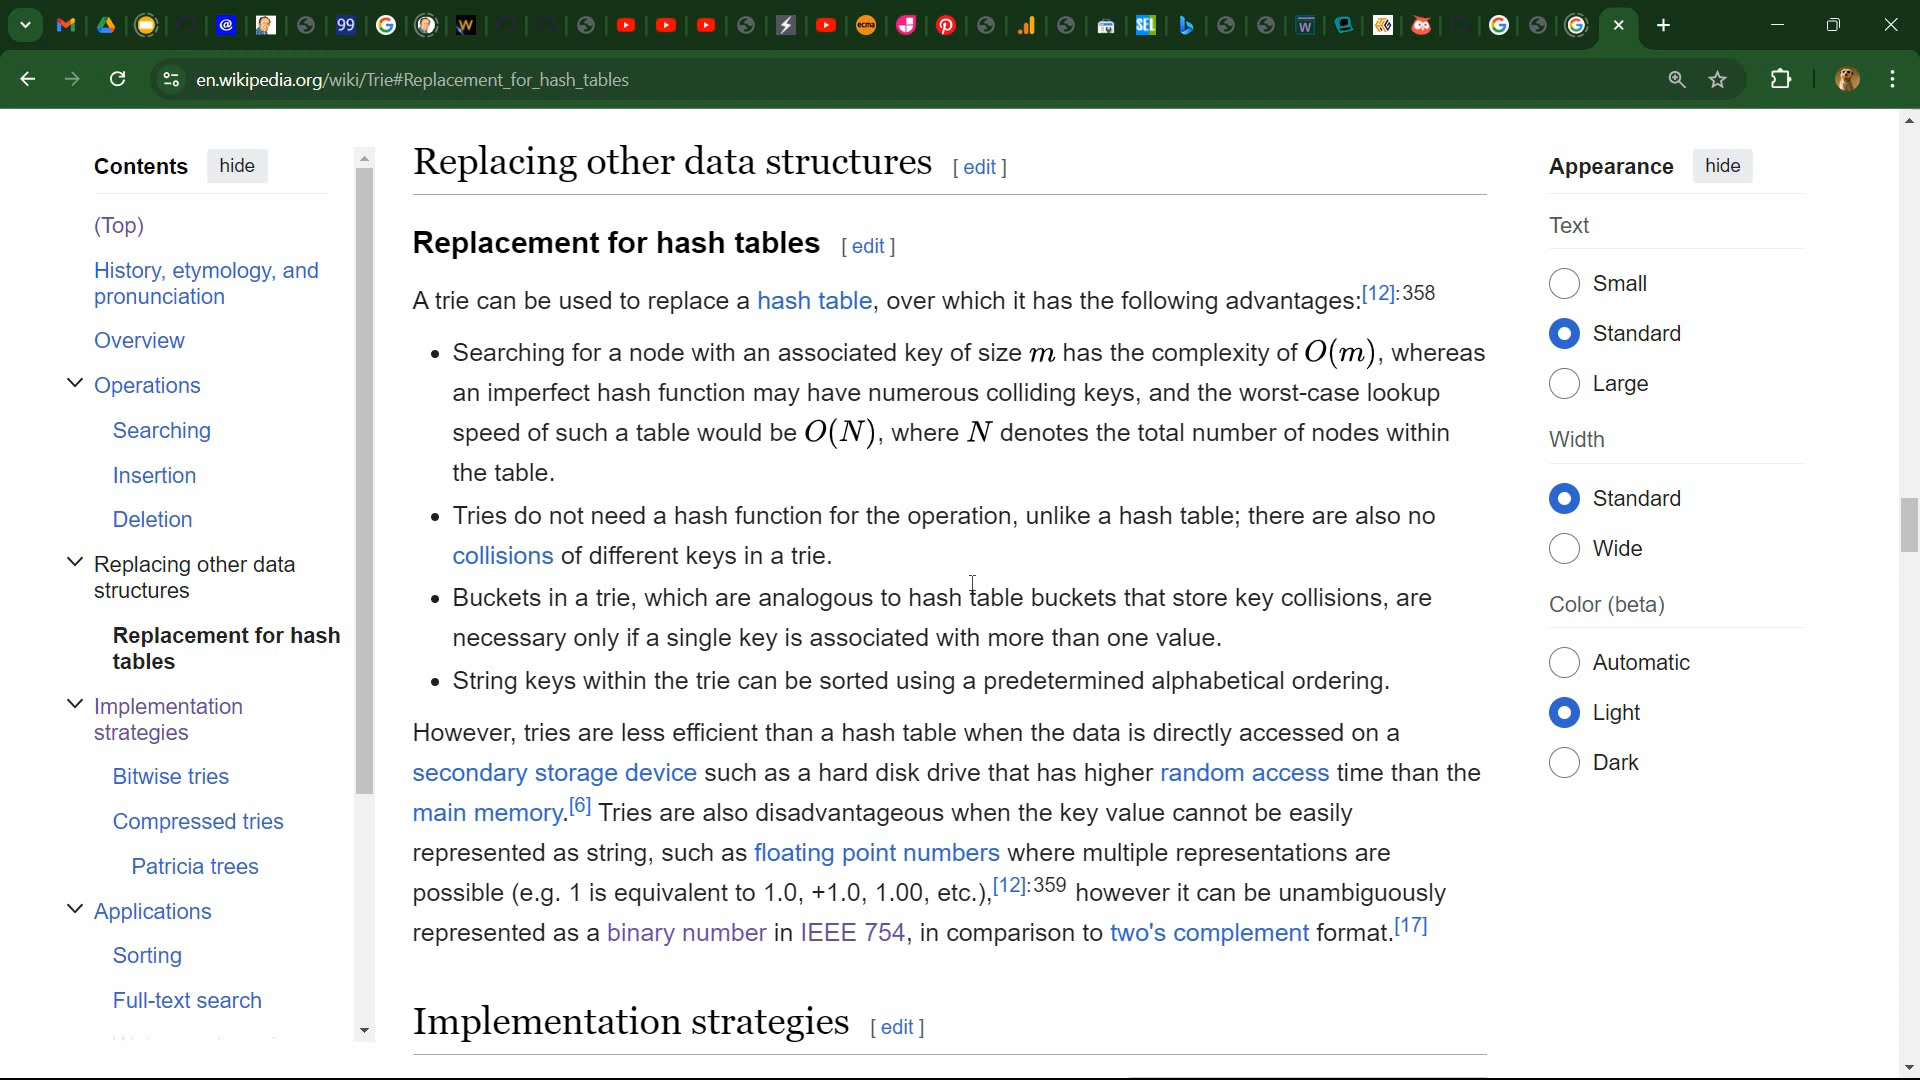 @
99
W
ecma
SEL
W
en.wikipedia.org/wiki/Trie#Replacement_for_hash_tables
Contents hide
(Top)
History, etymology, and
pronunciation
Overview
Operations
Searching
Insertion
Deletion
Replacing other data
structures
Replacement for hash
tables
Implementation
strategies
Bitwise tries
Compressed tries
Patricia trees
Applications
Sorting
Full-text search
Replacing other data structures [ edit ]
Replacement for hash tables [ edit ]
A trie can be used to replace a hash table, over which it has the following advantages:[12]:358
• Searching for a node with an associated key of size m has the complexity of O(m), whereas
an imperfect hash function may have numerous colliding keys, and the worst-case lookup
speed of such a table would be O(N), where N denotes the total number of nodes within
the table.
• Tries do not need a hash function for the operation, unlike a hash table; there are also no
collisions of different keys in a trie.
• Buckets in a trie, which are analogous to hash table buckets that store key collisions, are
necessary only if a single key is associated with more than one value.
• String keys within the trie can be sorted using a predetermined alphabetical ordering.
However, tries are less efficient than a hash table when the data is directly accessed on a
secondary storage device such as a hard disk drive that has higher random access time than the
main memory.[6] Tries are also disadvantageous when the key value cannot be easily
represented as string, such as floating point numbers where multiple representations are
possible (e.g. 1 is equivalent to 1.0, +1.0, 1.00, etc.),[12]:359 however it can be unambiguously
represented as a binary number in IEEE 754, in comparison to two's complement format.[17]
Implementation strategies [ edit ]
Appearance hide
Text
Small
Standard
Large
Width
Standard
Wide
Color (beta)
Automatic
Light
Dark